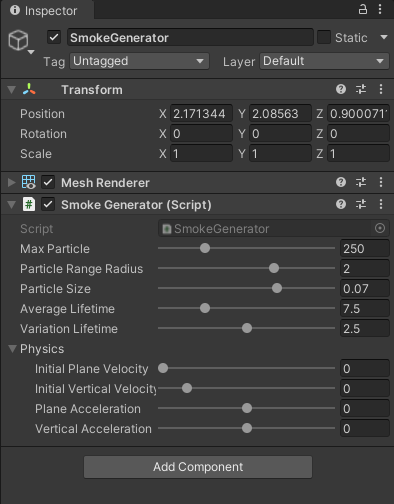 Inspector
SmokeGenerator Static
Tag Untagged Layer Default
Transform
Position X 2.171344 Y 2.08563 Z 0.900071
Rotation X 0 Y 0 Z 0
Scale X 1 Y 1 Z 1
Mesh Renderer
# Smoke Generator (Script)
Script # SmokeGenerator
Max Particle 250
Particle Range Radius 2
Particle Size 0.07
Average Lifetime 7.5
Variation Lifetime 2.5
Physics
Initial Plane Velocity 0
Initial Vertical Velocity 0
Plane Acceleration 0
Vertical Acceleration 0
Add Component